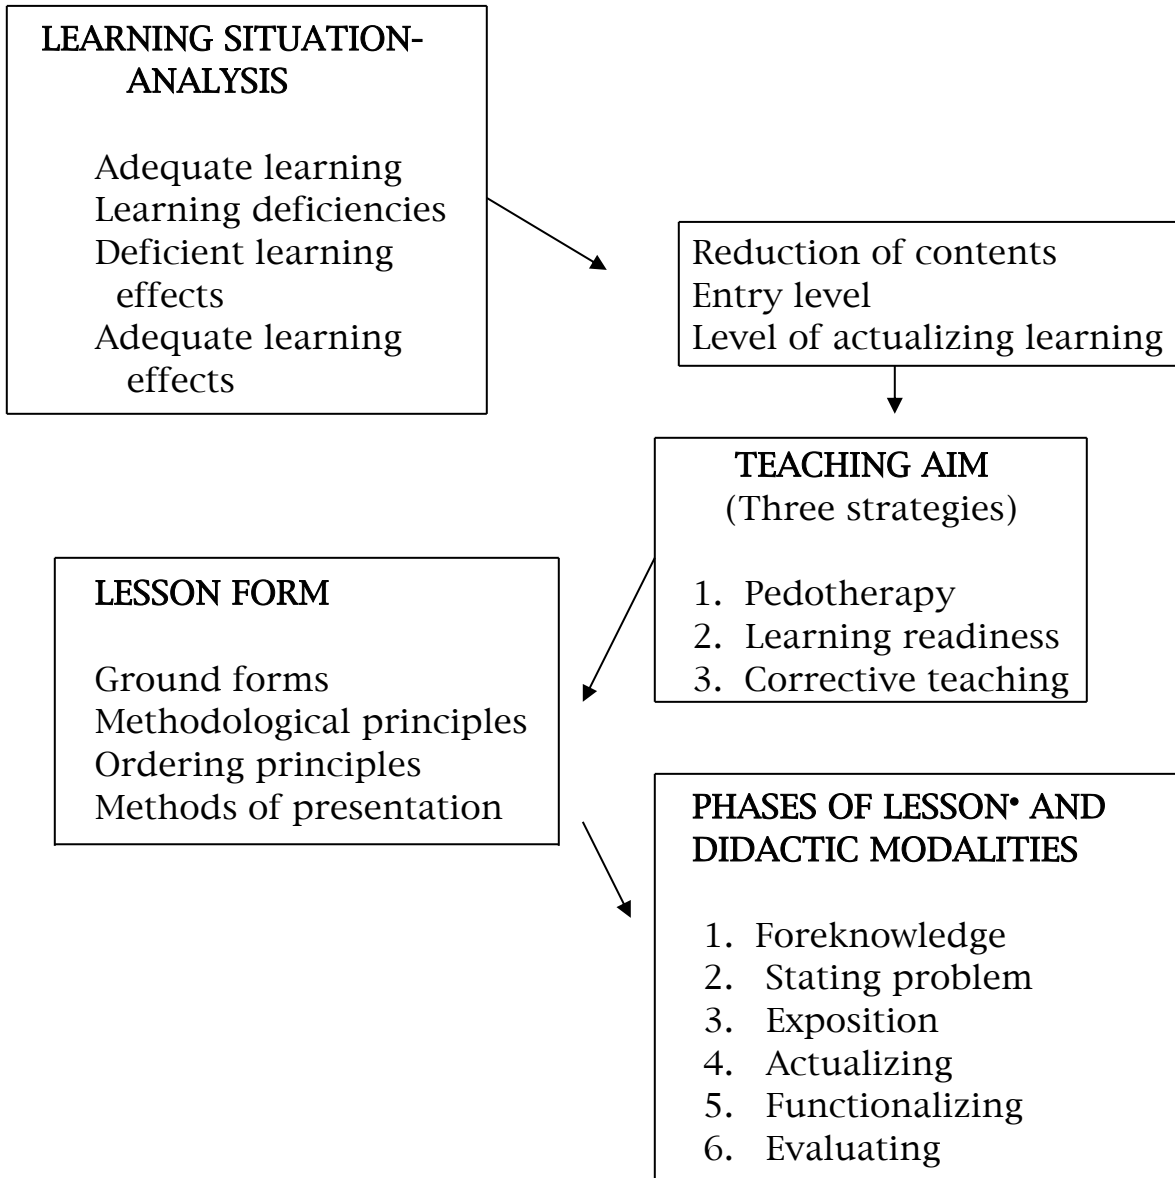 LEARNING SITUATION-
ANALYSIS
Adequate learning
Learning deficiencies
Deficient learning
effects
Adequate learning
effects
Reduction of contents
Entry level
Level of actualizing learning
TEACHING AIM
(Three strategies)
1. Pedotherapy
2. Learning readiness
3. Corrective teaching
LESSON FORM
Ground forms
Methodological principles
Ordering principles
Methods of presentation
PHASES OF LESSON• AND
DIDACTIC MODALITIES
1. Foreknowledge
2. Stating problem
3. Exposition
4. Actualizing
5. Functionalizing
6. Evaluating